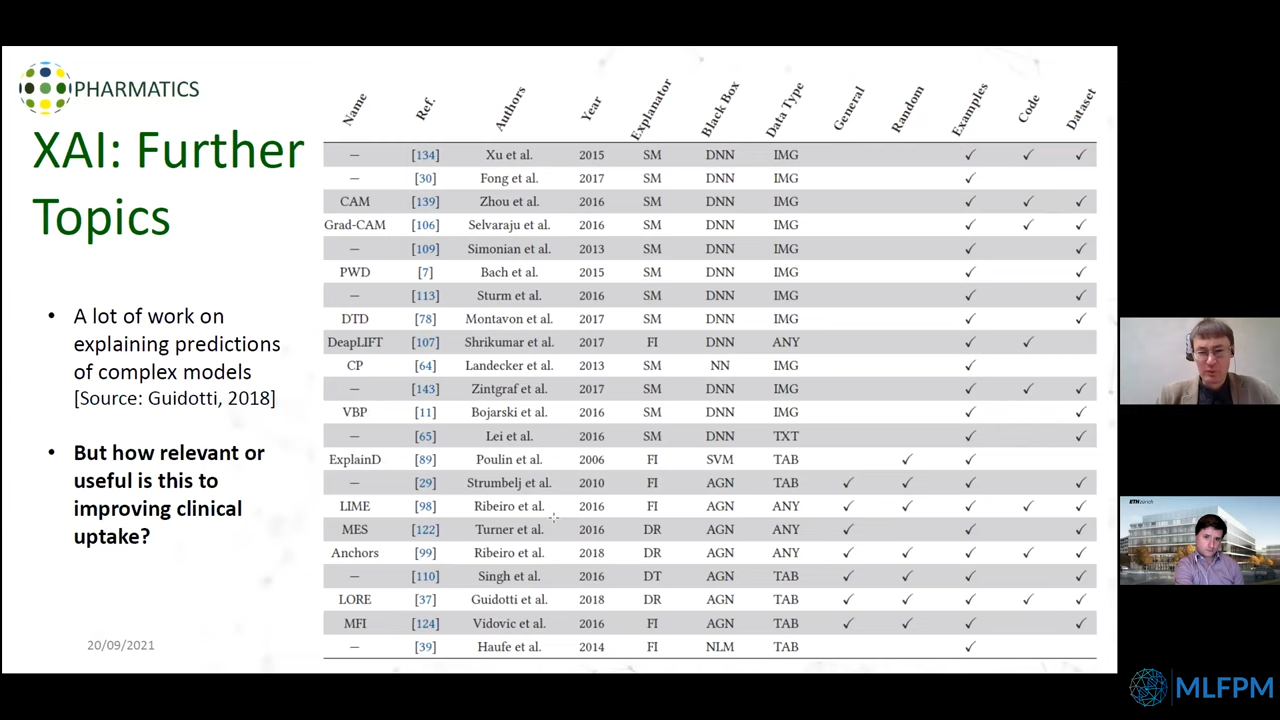 PHARMATICS
XAI: Further
Topics
• A lot of work on
explaining predictions
of complex models
[Source: Guidotti, 2018]
• But how relevant or
useful is this to
improving clinical
uptake?
20/09/2021
Name Ref. Authors Year Explanator Black Box Data Type General Random Examples Code Dataset
— [134] Xu et al. 2015 SM DNN IMG ✓ ✓ ✓
— [30] Fong et al. 2017 SM DNN IMG ✓
CAM [139] Zhou et al. 2016 SM DNN IMG ✓ ✓ ✓
Grad-CAM [106] Selvaraju et al. 2016 SM DNN IMG ✓ ✓ ✓
— [109] Simonian et al. 2013 SM DNN IMG ✓ ✓
PWD [7] Bach et al. 2015 SM DNN IMG ✓ ✓
— [113] Sturm et al. 2016 SM DNN IMG ✓ ✓
DTD [78] Montavon et al. 2017 SM DNN IMG ✓ ✓
DeapLIFT [107] Shrikumar et al. 2017 FI DNN ANY ✓ ✓
CP [64] Landecker et al. 2013 SM NN IMG ✓
— [143] Zintgraf et al. 2017 SM DNN IMG ✓ ✓ ✓
VBP [11] Bojarski et al. 2016 SM DNN IMG ✓ ✓
— [65] Lei et al. 2016 SM DNN TXT ✓ ✓
ExplainD [89] Poulin et al. 2006 FI SVM TAB ✓ ✓
— [29] Strumbelj et al. 2010 FI AGN TAB ✓ ✓ ✓ ✓
LIME [98] Ribeiro et al. 2016 FI AGN ANY ✓ ✓ ✓ ✓ ✓
MES [122] Turner et al. 2016 DR AGN ANY ✓ ✓ ✓
Anchors [99] Ribeiro et al. 2018 DR AGN ANY ✓ ✓ ✓ ✓ ✓
— [110] Singh et al. 2016 DT AGN TAB ✓ ✓ ✓ ✓
LORE [37] Guidotti et al. 2018 DR AGN TAB ✓ ✓ ✓ ✓ ✓
MFI [124] Vidovic et al. 2016 FI AGN TAB ✓ ✓ ✓ ✓
— [39] Haufe et al. 2014 FI NLM TAB ✓
ETH zürich
MLFPM